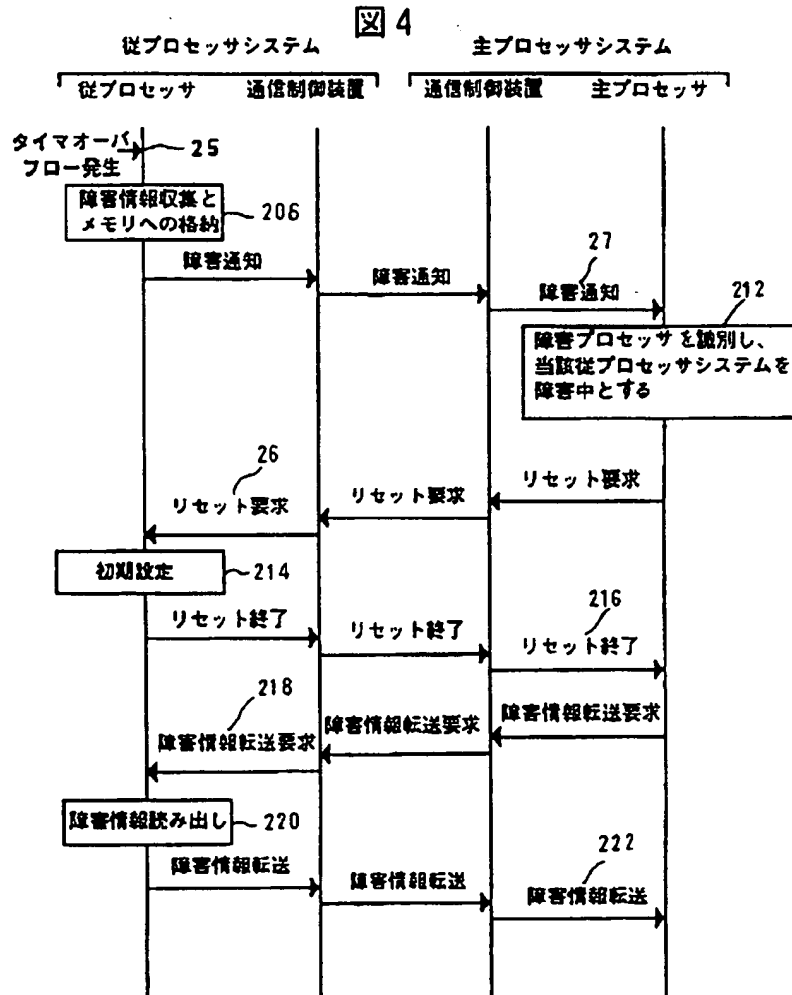 図4
従プロセッサシステム 主プロセッサシステム
従プロセッサ 通信制御装置 通信制御装置 主プロセッサ
タイマオーバ
フロー発生
25
障害情報収集と
メモリへの格納
206
障害通知
障害通知
27
障害通知
212
障害プロセッサを識別し、
当該従プロセッサシステムを
障害中とする
リセット要求
リセット要求
26
リセット要求
初期設定
214
リセット終了
リセット終了
216
リセット終了
障害情報転送要求
障害情報転送要求
218
障害情報転送要求
障害情報読み出し
220
障害情報転送
障害情報転送
222
障害情報転送